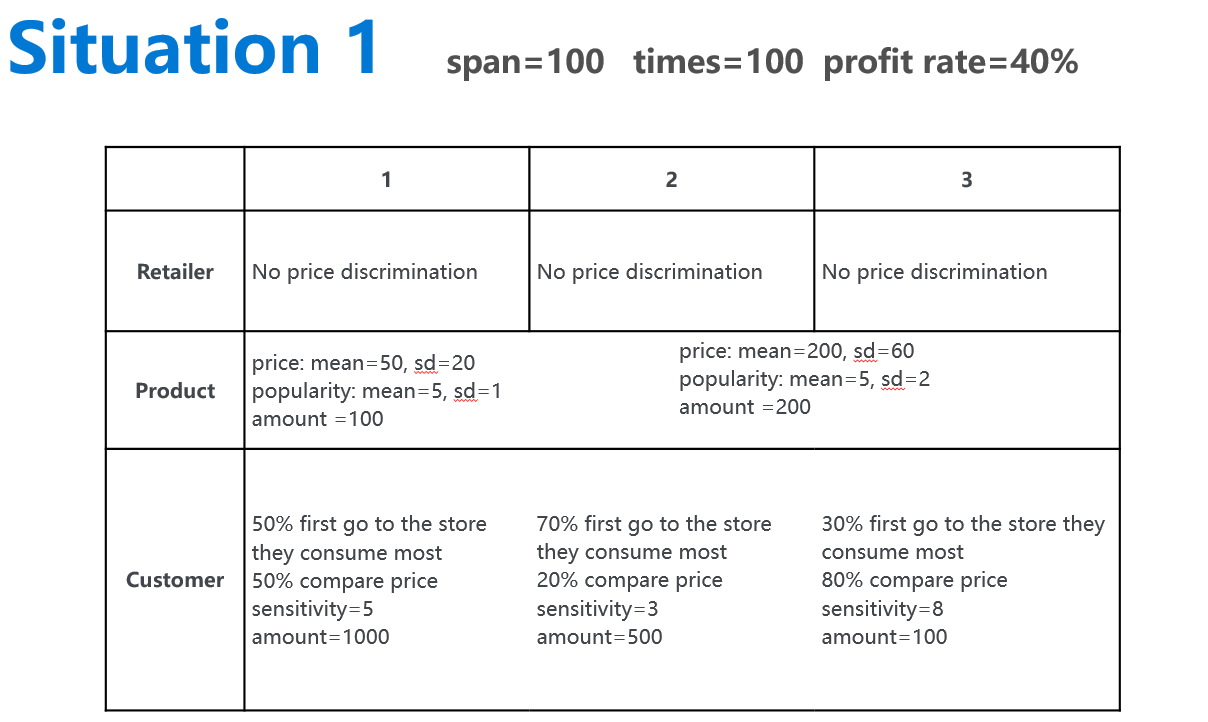 Situation 1 span=100 times=100 profit rate=40%
1 2 3
Retailer No price discrimination No price discrimination No price discrimination
Product
price: mean=50, sd=20
popularity: mean=5, sd=1
amount =100
price: mean=200, sd=60
popularity: mean=5, sd=2
amount =200
Customer
50% first go to the store
they consume most
50% compare price
sensitivity=5
amount=1000
70% first go to the store
they consume most
20% compare price
sensitivity=3
amount=500
30% first go to the store they
consume most
80% compare price
sensitivity=8
amount=100